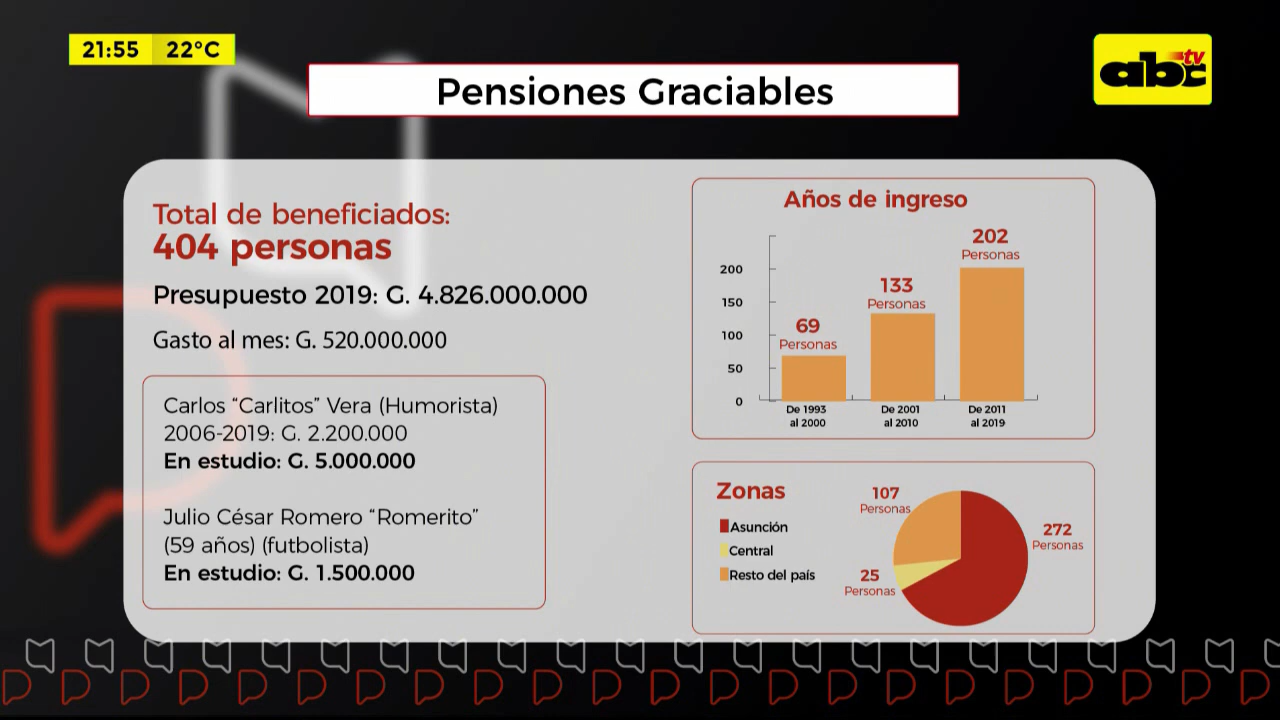 21:55 22°C
abc tv
Pensiones Graciables
Total de beneficiados:
404 personas
Presupuesto 2019: G. 4.826.000.000
Gasto al mes: G. 520.000.000
Carlos “Carlitos” Vera (Humorista)
2006-2019: G. 2.200.000
En estudio: G. 5.000.000
Julio César Romero “Romerito”
(59 años) (futbolista)
En estudio: G. 1.500.000
Años de ingreso
202
Personas
133
Personas
69
Personas
200
150
100
50
0
De 1993
al 2000
De 2001
al 2010
De 2011
al 2019
Zonas
Asunción
Central
Resto del país
107
Personas
272
Personas
25
Personas